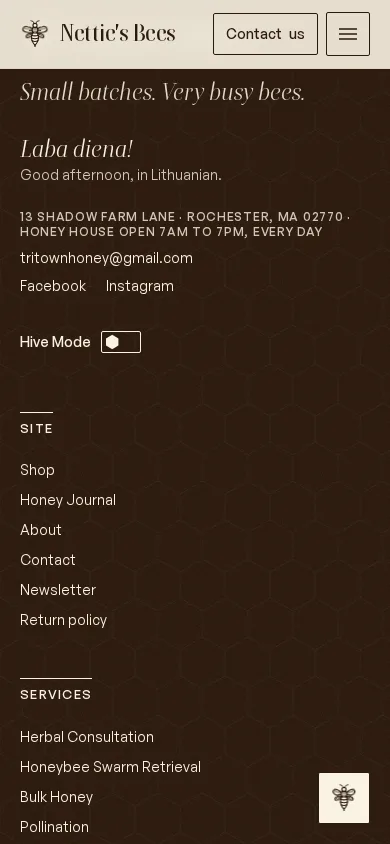 Nettie's Bees
Contact us
Small batches. Very busy bees.
Laba diena!
Good afternoon, in Lithuanian.
13 SHADOW FARM LANE · ROCHESTER, MA 02770 ·
HONEY HOUSE OPEN 7AM TO 7PM, EVERY DAY
tritownhoney@gmail.com
Facebook Instagram
Hive Mode
SITE
Shop
Honey Journal
About
Contact
Newsletter
Return policy
SERVICES
Herbal Consultation
Honeybee Swarm Retrieval
Bulk Honey
Pollination